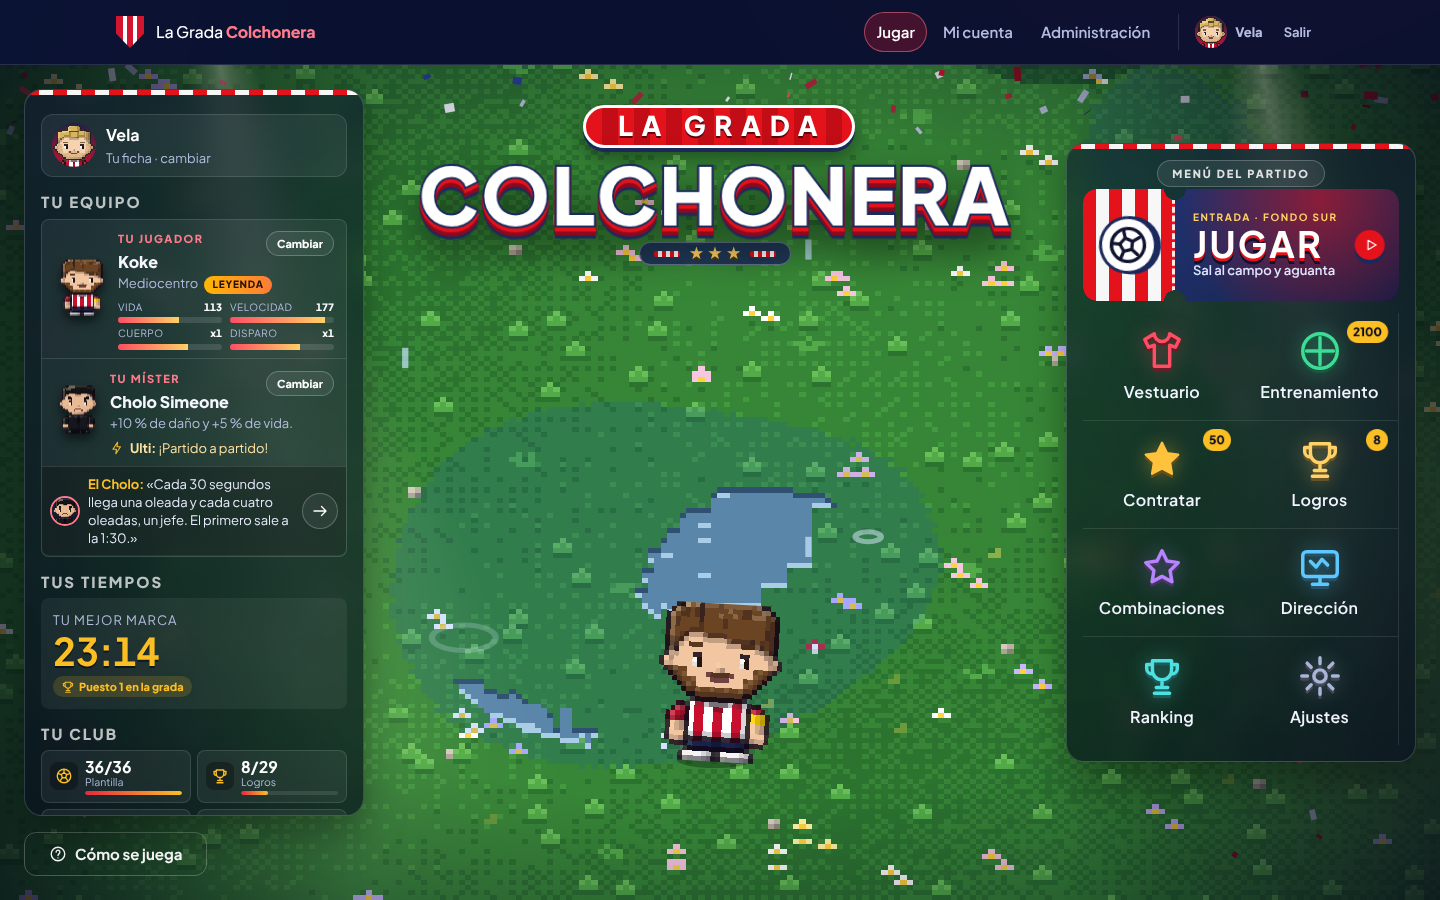 La Grada Colchonera
Jugar
Mi cuenta
Administración
Vela
Salir
Vela
Tu ficha · cambiar
TU EQUIPO
TU JUGADOR
Cambiar
Koke
Mediocentro LEYENDA
VIDA 113 VELOCIDAD 177
CUERPO x1 DISPARO x1
TU MÍSTER
Cambiar
Cholo Simeone
+10 % de daño y +5 % de vida.
Ulti: ¡Partido a partido!
El Cholo: «Cada 30 segundos
llega una oleada y cada cuatro
oleadas, un jefe. El primero sale a
la 1:30.»
TUS TIEMPOS
TU MEJOR MARCA
23:14
Puesto 1 en la grada
TU CLUB
36/36
Plantilla
8/29
Logros
Cómo se juega
LA GRADA
COLCHONERA
MENÚ DEL PARTIDO
ENTRADA · FONDO SUR
JUGAR
Sal al campo y aguanta
Vestuario
2100
Entrenamiento
50
Contratar
8
Logros
Combinaciones
Dirección
Ranking
Ajustes